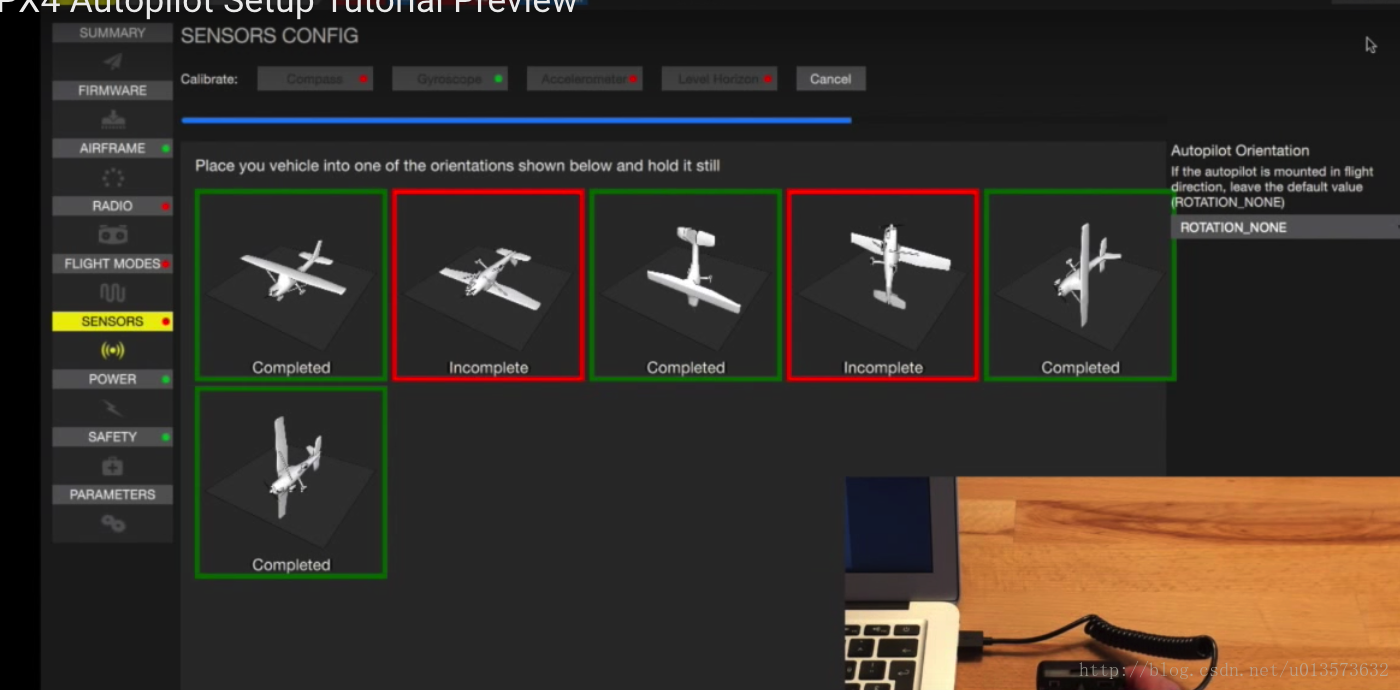 PX4 Autopilot Setup Tutorial Preview
SUMMARY
SENSORS CONFIG
Calibrate:
Compass
Gyroscope
Accelerometer
Level Horizon
Cancel
FIRMWARE
AIRFRAME
RADIO
FLIGHT MODES
SENSORS
POWER
SAFETY
PARAMETERS
Place you vehicle into one of the orientations shown below and hold it still
Completed
Incomplete
Completed
Incomplete
Completed
Completed
Autopilot Orientation
If the autopilot is mounted in flight
direction, leave the default value
(ROTATION_NONE)
ROTATION_NONE
http://blog.csdn.net/u013573632